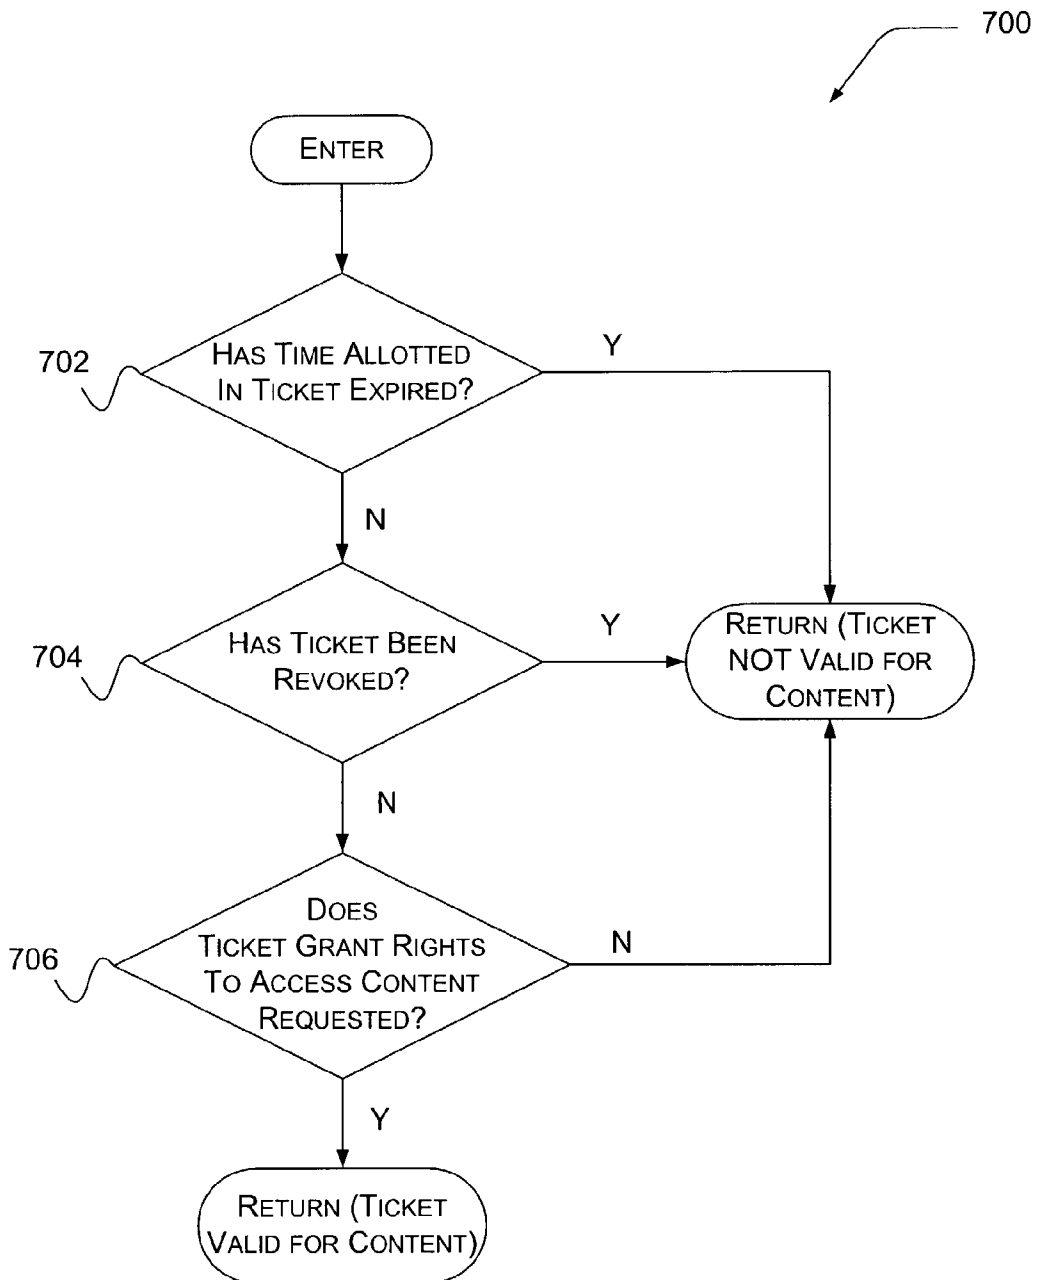 700
ENTER
HAS TIME ALLOTTED
IN TICKET EXPIRED?
702
Y
N
HAS TICKET BEEN
REVOKED?
704
Y
RETURN (TICKET
NOT VALID FOR
CONTENT)
N
DOES
TICKET GRANT RIGHTS
TO ACCESS CONTENT
REQUESTED?
706
N
Y
RETURN (TICKET
VALID FOR CONTENT)